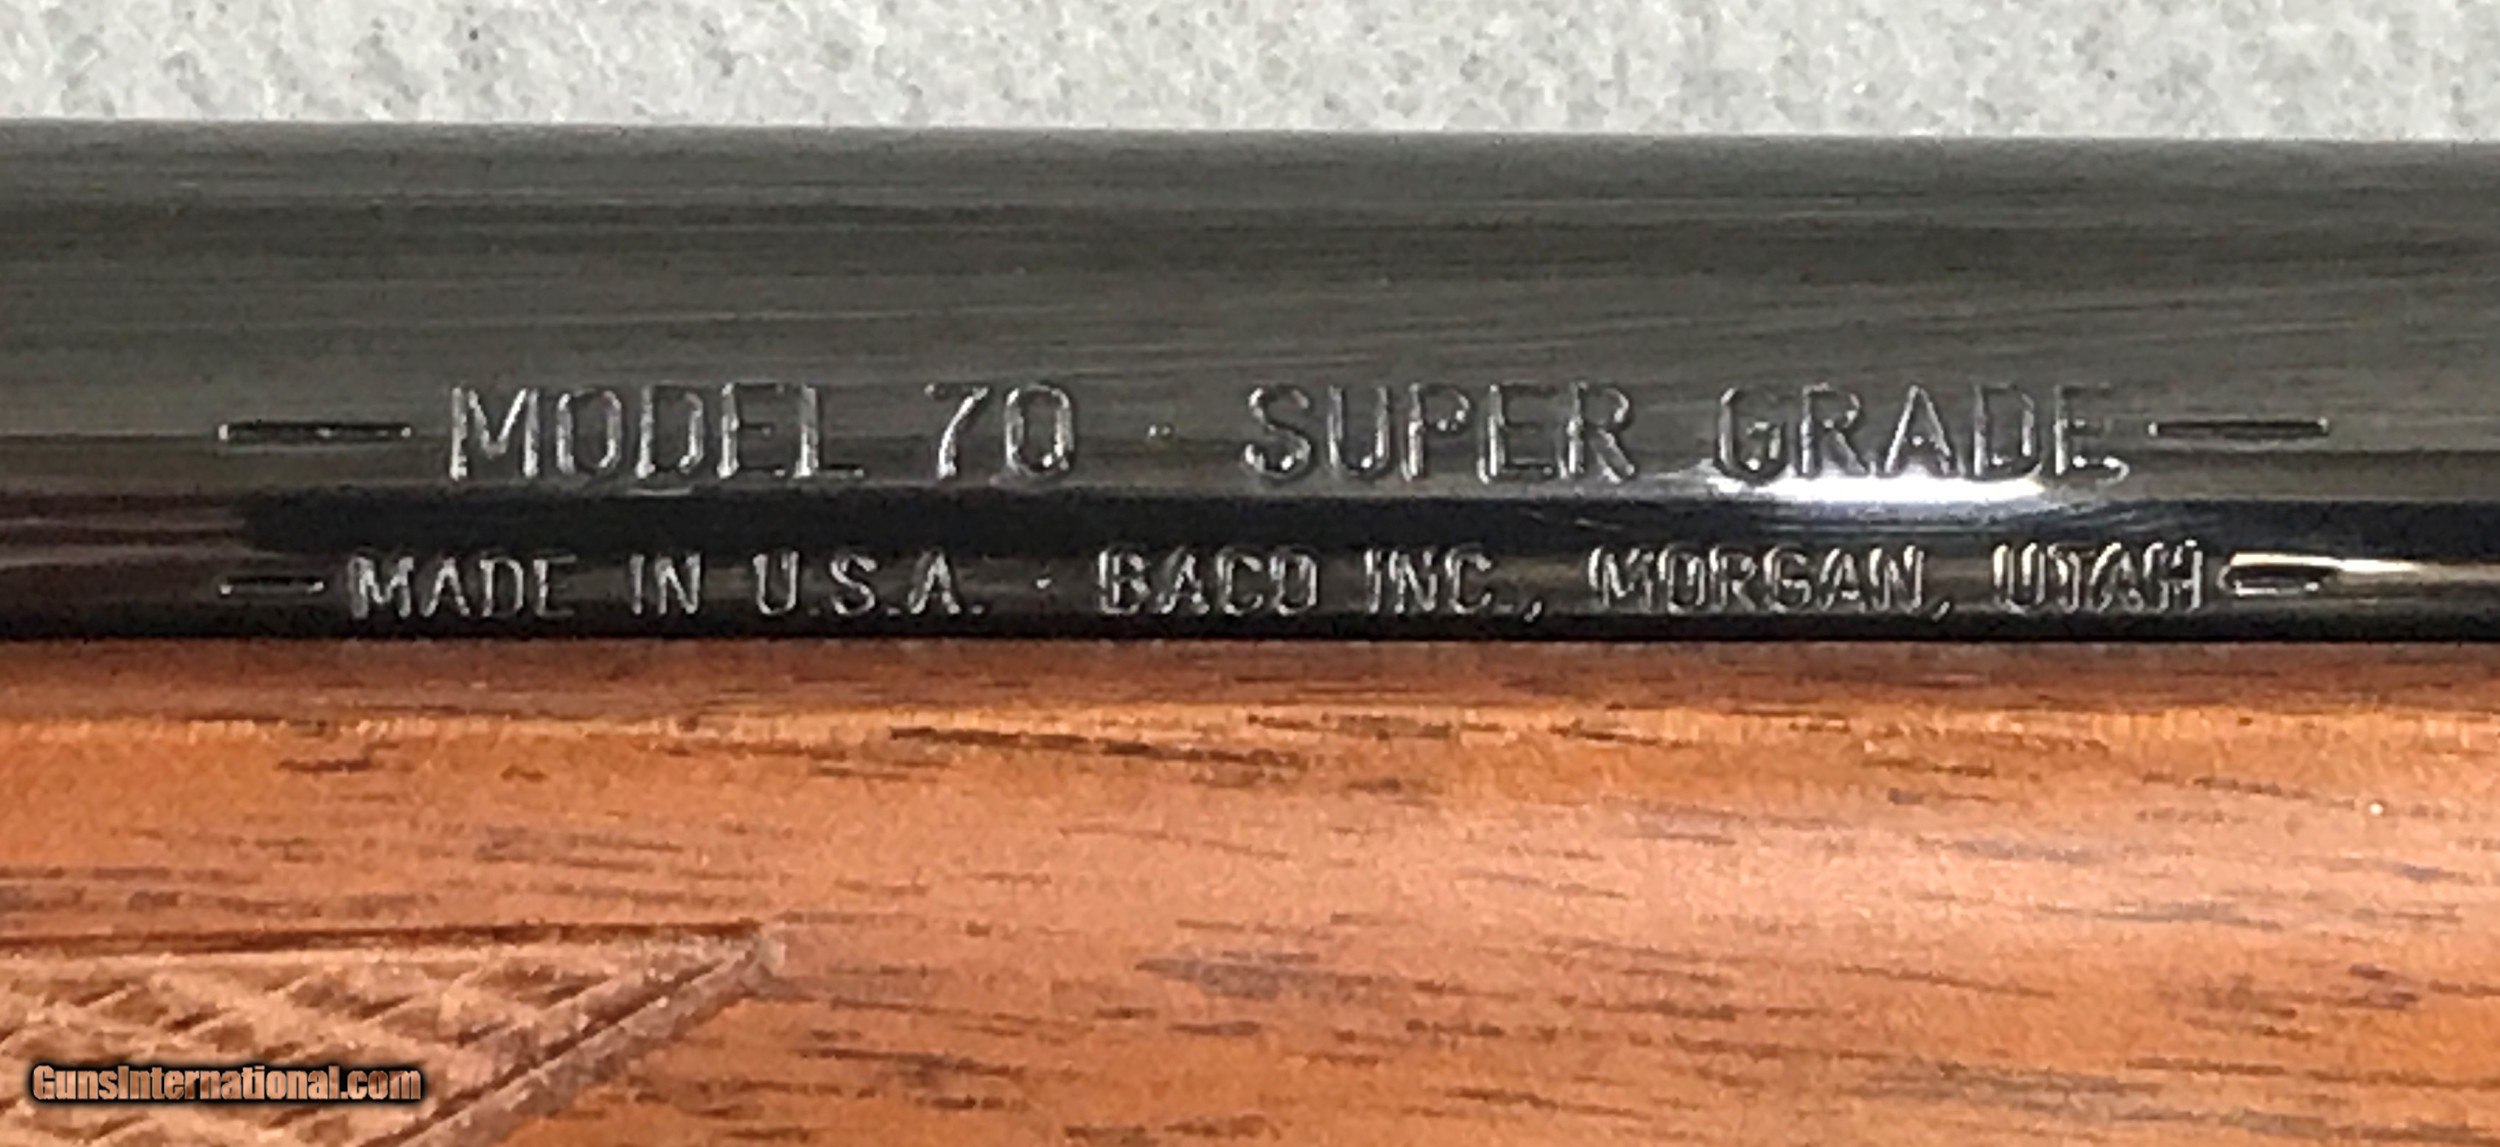 — MODEL 70 · SUPER GRADE —
— MADE IN U.S.A. · BACO INC., MORGAN, UTAH —
GunsInternational.com